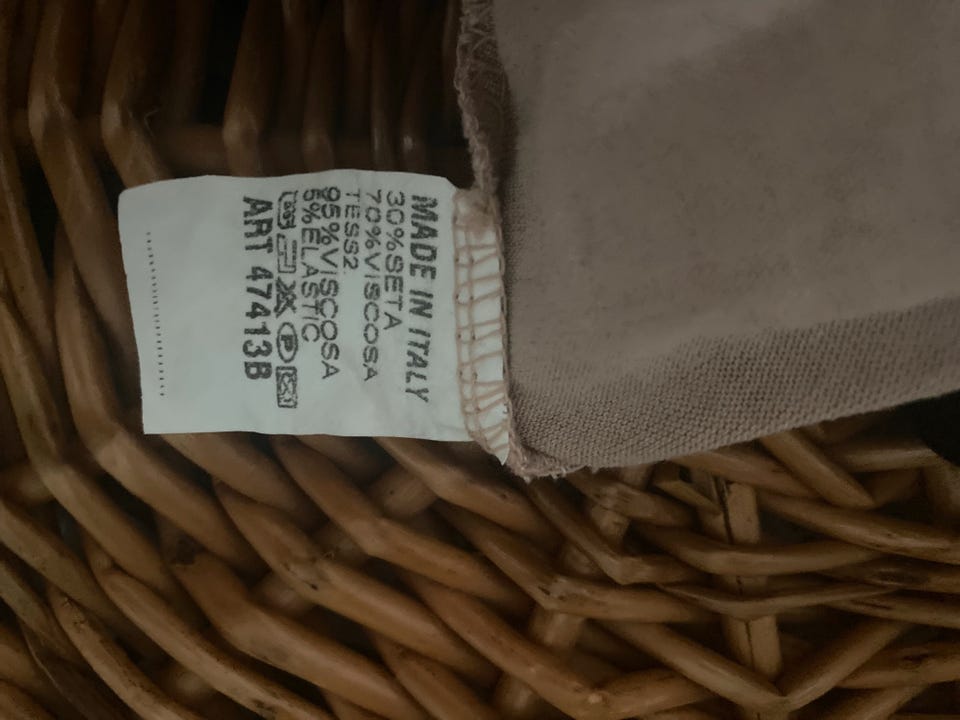 MADE IN ITALY
30%SETA
70%VISCOSA
TESS2
95%VISCOSA
5%ELASTIC
ART 47413B